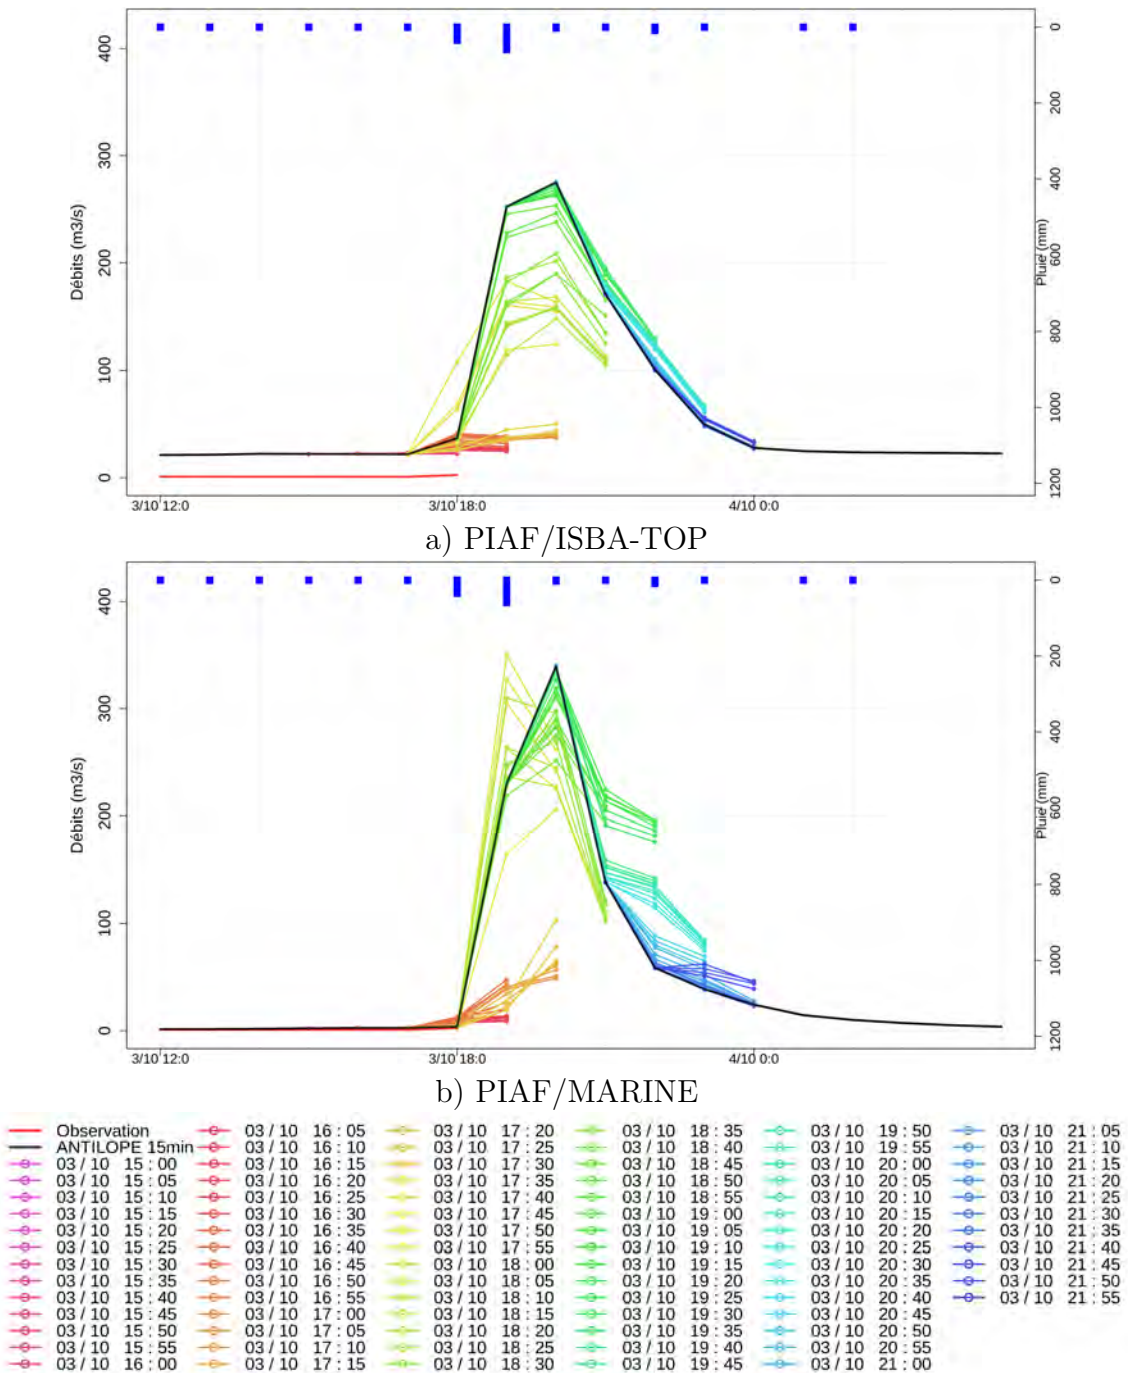 400
300
200
100
0
Débits (m3/s)
0
200
400
600
800
1000
1200
Pluie (mm)
3/10 12:0
3/10 18:0
4/10 0:0
a) PIAF/ISBA-TOP
400
300
200
100
0
Débits (m3/s)
0
200
400
600
800
1000
1200
Pluie (mm)
3/10 12:0
3/10 18:0
4/10 0:0
b) PIAF/MARINE
Observation
ANTILOPE 15min
03 / 10 15 : 00
03 / 10 15 : 05
03 / 10 15 : 10
03 / 10 15 : 15
03 / 10 15 : 20
03 / 10 15 : 25
03 / 10 15 : 30
03 / 10 15 : 35
03 / 10 15 : 40
03 / 10 15 : 45
03 / 10 15 : 50
03 / 10 15 : 55
03 / 10 16 : 00
03 / 10 16 : 05
03 / 10 16 : 10
03 / 10 16 : 15
03 / 10 16 : 20
03 / 10 16 : 25
03 / 10 16 : 30
03 / 10 16 : 35
03 / 10 16 : 40
03 / 10 16 : 45
03 / 10 16 : 50
03 / 10 16 : 55
03 / 10 17 : 00
03 / 10 17 : 05
03 / 10 17 : 10
03 / 10 17 : 15
03 / 10 17 : 20
03 / 10 17 : 25
03 / 10 17 : 30
03 / 10 17 : 35
03 / 10 17 : 40
03 / 10 17 : 45
03 / 10 17 : 50
03 / 10 17 : 55
03 / 10 18 : 00
03 / 10 18 : 05
03 / 10 18 : 10
03 / 10 18 : 15
03 / 10 18 : 20
03 / 10 18 : 25
03 / 10 18 : 30
03 / 10 18 : 35
03 / 10 18 : 40
03 / 10 18 : 45
03 / 10 18 : 50
03 / 10 18 : 55
03 / 10 19 : 00
03 / 10 19 : 05
03 / 10 19 : 10
03 / 10 19 : 15
03 / 10 19 : 20
03 / 10 19 : 25
03 / 10 19 : 30
03 / 10 19 : 35
03 / 10 19 : 40
03 / 10 19 : 45
03 / 10 19 : 50
03 / 10 19 : 55
03 / 10 20 : 00
03 / 10 20 : 05
03 / 10 20 : 10
03 / 10 20 : 15
03 / 10 20 : 20
03 / 10 20 : 25
03 / 10 20 : 30
03 / 10 20 : 35
03 / 10 20 : 40
03 / 10 20 : 45
03 / 10 20 : 50
03 / 10 20 : 55
03 / 10 21 : 00
03 / 10 21 : 05
03 / 10 21 : 10
03 / 10 21 : 15
03 / 10 21 : 20
03 / 10 21 : 25
03 / 10 21 : 30
03 / 10 21 : 35
03 / 10 21 : 40
03 / 10 21 : 45
03 / 10 21 : 50
03 / 10 21 : 55